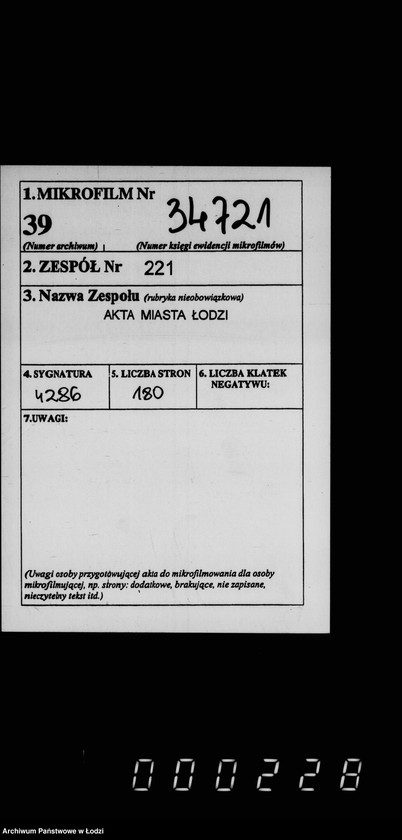 1. MIKROFILM Nr
39 34721
(Numer archiwum) (Numer księgi ewidencji mikrofilmów)
2. ZESPÓŁ Nr 221
3. Nazwa Zespołu (rubryka nieobowiązkowa)
AKTA MIASTA ŁODZI
4. SYGNATURA 5. LICZBA STRON 6. LICZBA KLATEK
NEGATYWU:
4286 180
7.UWAGI:
(Uwagi osoby przygotowującej akta do mikrofilmowania dla osoby
mikrofilmującej, np. strony: dodatkowe, brakujące, nie zapisane,
nieczytelny tekst itd.)
000228
Archiwum Państwowe w Łodzi